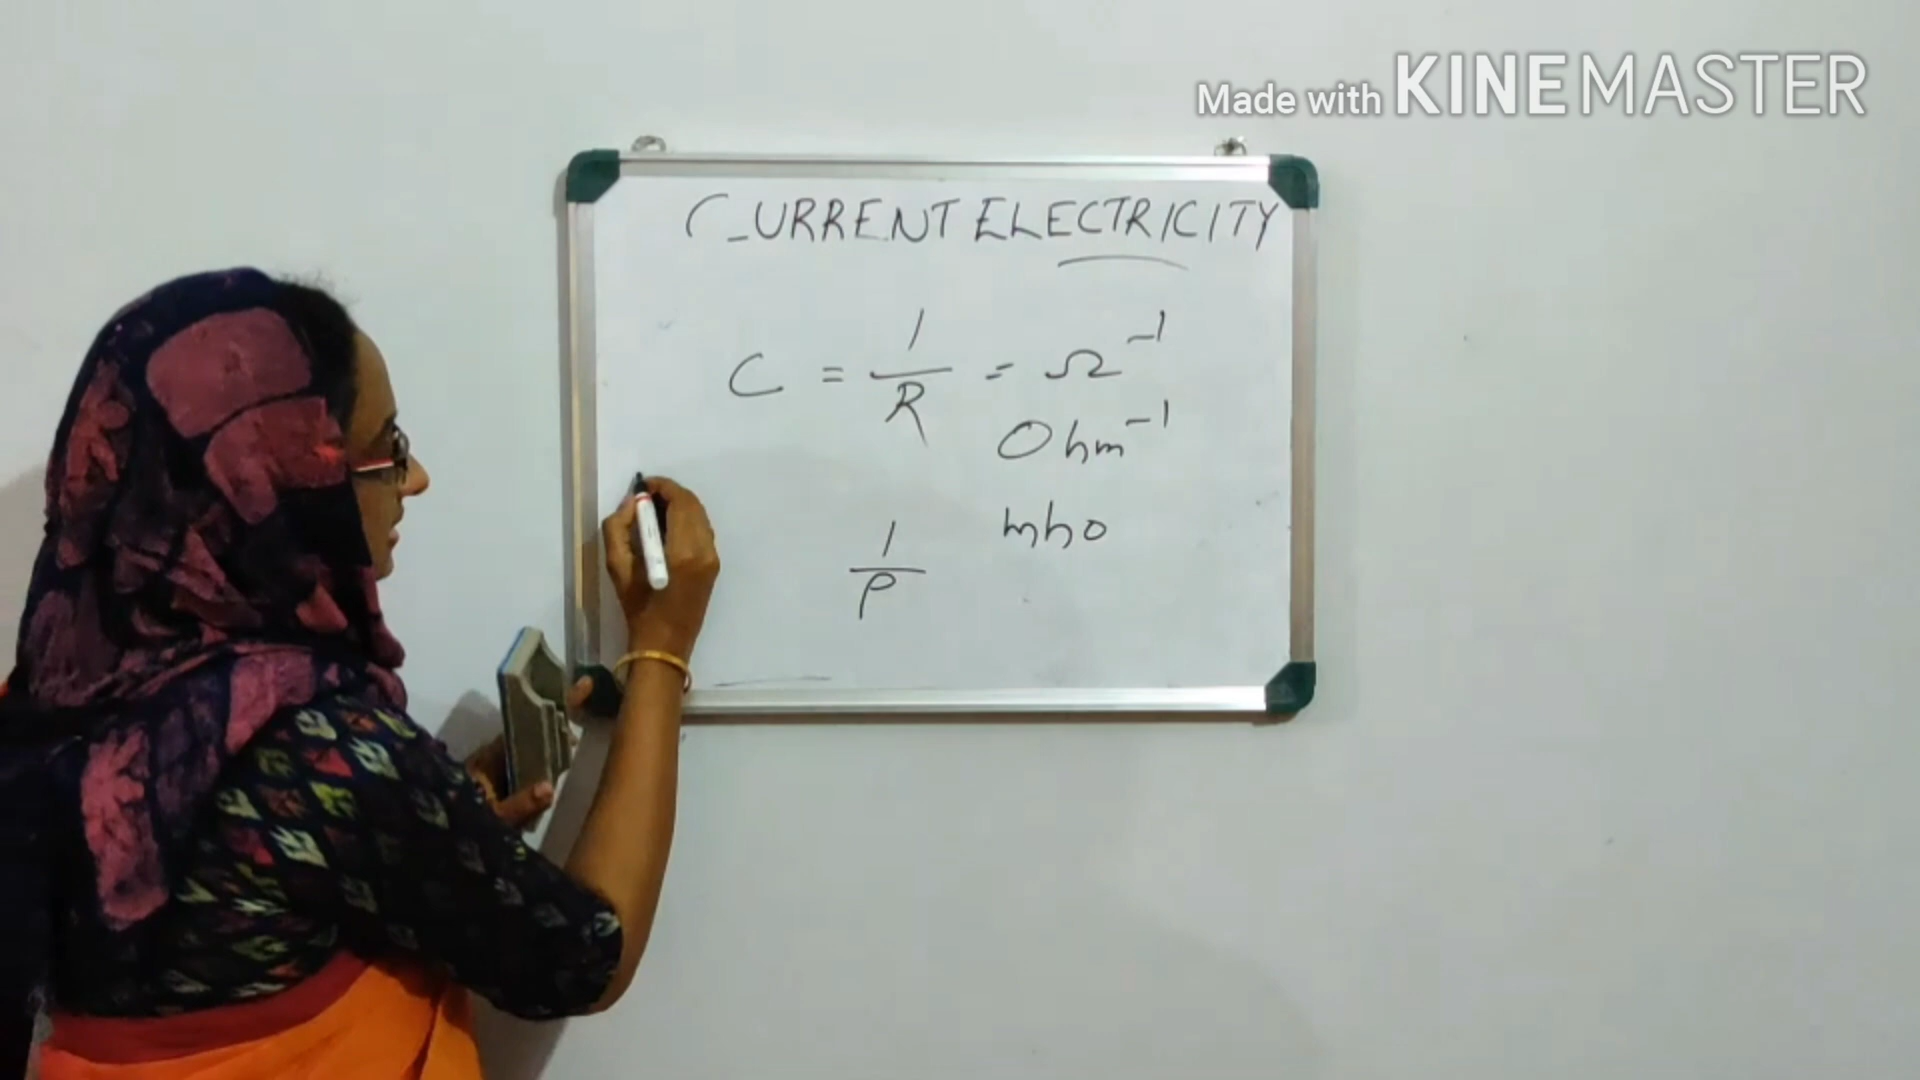 Made with KINEMASTER
CURRENT ELECTRICITY
C = 1/R = Ω⁻¹
Ohm⁻¹
mho
1/ρ